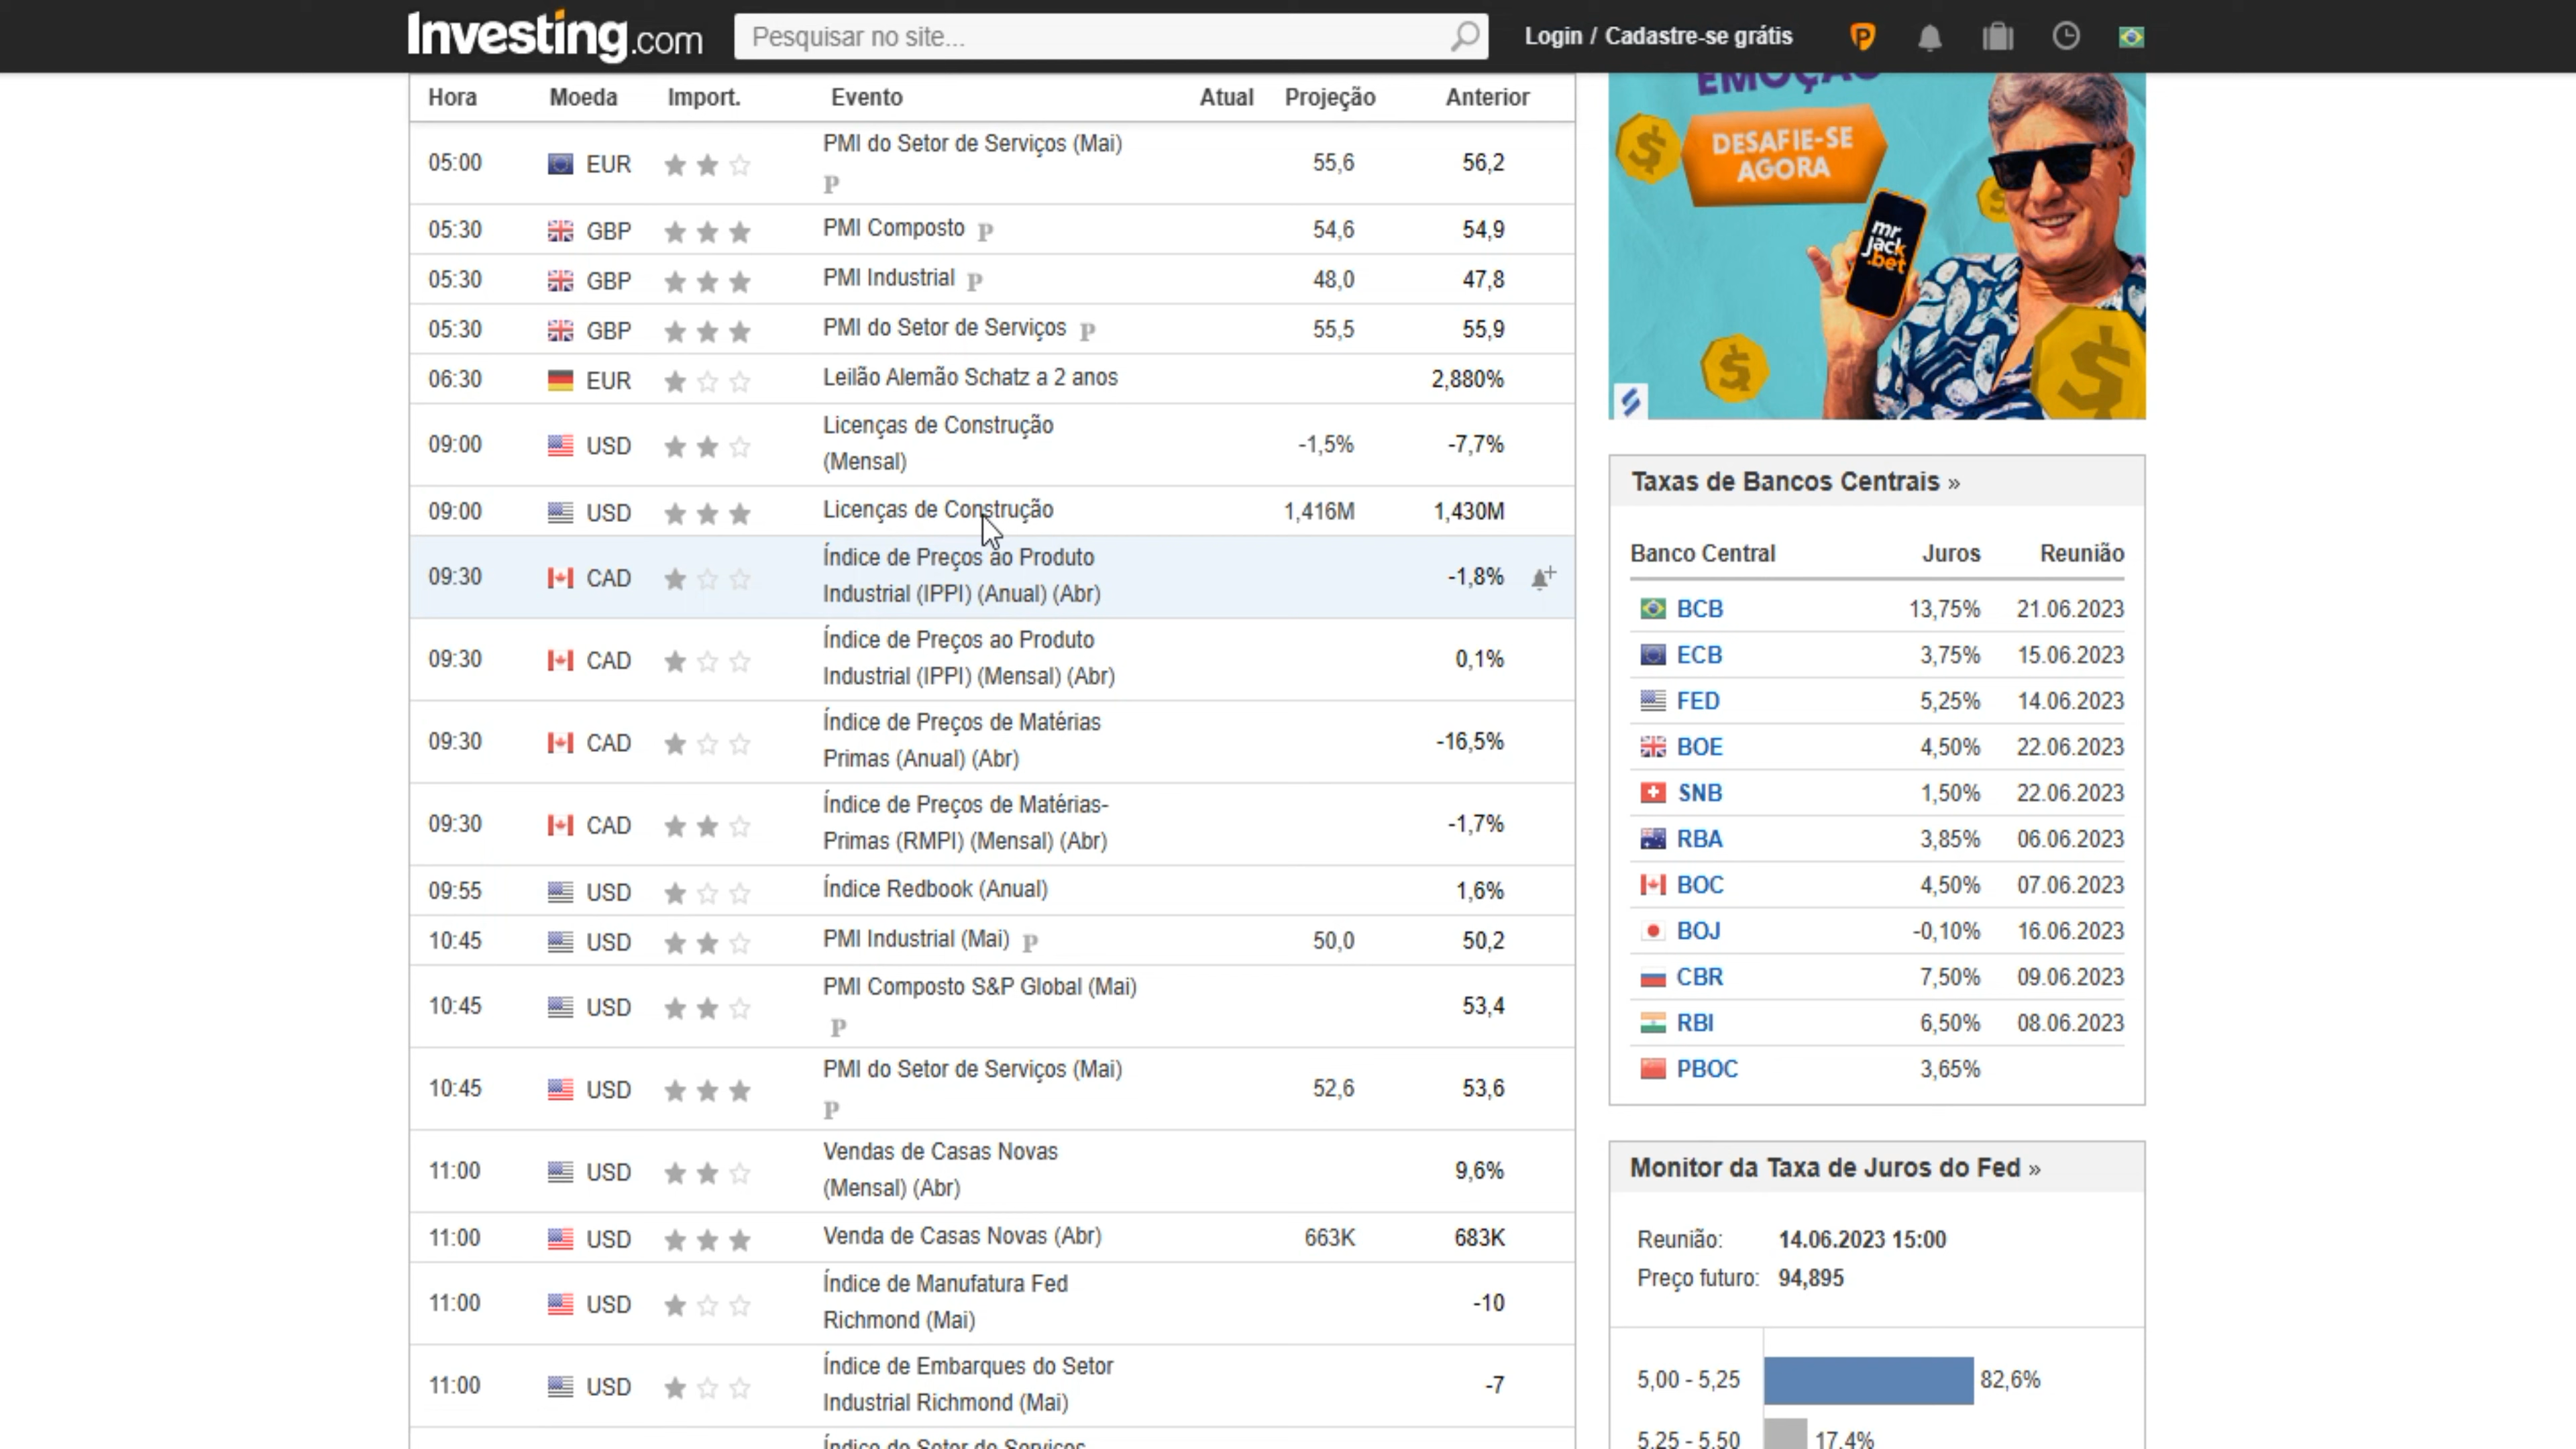 Investing.com
Pesquisar no site...
Login / Cadastre-se grátis
P
Hora Moeda Import. Evento Atual Projeção Anterior
05:00 EUR PMI do Setor de Serviços (Mai) P 55,6 56,2
05:30 GBP PMI Composto P 54,6 54,9
05:30 GBP PMI Industrial P 48,0 47,8
05:30 GBP PMI do Setor de Serviços P 55,5 55,9
06:30 EUR Leilão Alemão Schatz a 2 anos 2,880%
09:00 USD Licenças de Construção (Mensal) -1,5% -7,7%
09:00 USD Licenças de Construção 1,416M 1,430M
09:30 CAD Índice de Preços ao Produto Industrial (IPPI) (Anual) (Abr) -1,8%
09:30 CAD Índice de Preços ao Produto Industrial (IPPI) (Mensal) (Abr) 0,1%
09:30 CAD Índice de Preços de Matérias Primas (Anual) (Abr) -16,5%
09:30 CAD Índice de Preços de Matérias-Primas (RMPI) (Mensal) (Abr) -1,7%
09:55 USD Índice Redbook (Anual) 1,6%
10:45 USD PMI Industrial (Mai) P 50,0 50,2
10:45 USD PMI Composto S&P Global (Mai) P 53,4
10:45 USD PMI do Setor de Serviços (Mai) P 52,6 53,6
11:00 USD Vendas de Casas Novas (Mensal) (Abr) 9,6%
11:00 USD Venda de Casas Novas (Abr) 663K 683K
11:00 USD Índice de Manufatura Fed Richmond (Mai) -10
11:00 USD Índice de Embarques do Setor Industrial Richmond (Mai) -7
Índice do Setor de Serviços
EMOÇÃO
DESAFIE-SE
AGORA
mr
jack
.bet
Taxas de Bancos Centrais »
Banco Central Juros Reunião
BCB 13,75% 21.06.2023
ECB 3,75% 15.06.2023
FED 5,25% 14.06.2023
BOE 4,50% 22.06.2023
SNB 1,50% 22.06.2023
RBA 3,85% 06.06.2023
BOC 4,50% 07.06.2023
BOJ -0,10% 16.06.2023
CBR 7,50% 09.06.2023
RBI 6,50% 08.06.2023
PBOC 3,65%
Monitor da Taxa de Juros do Fed »
Reunião: 14.06.2023 15:00
Preço futuro: 94,895
5,00 - 5,25 82,6%
5,25 - 5,50 17,4%